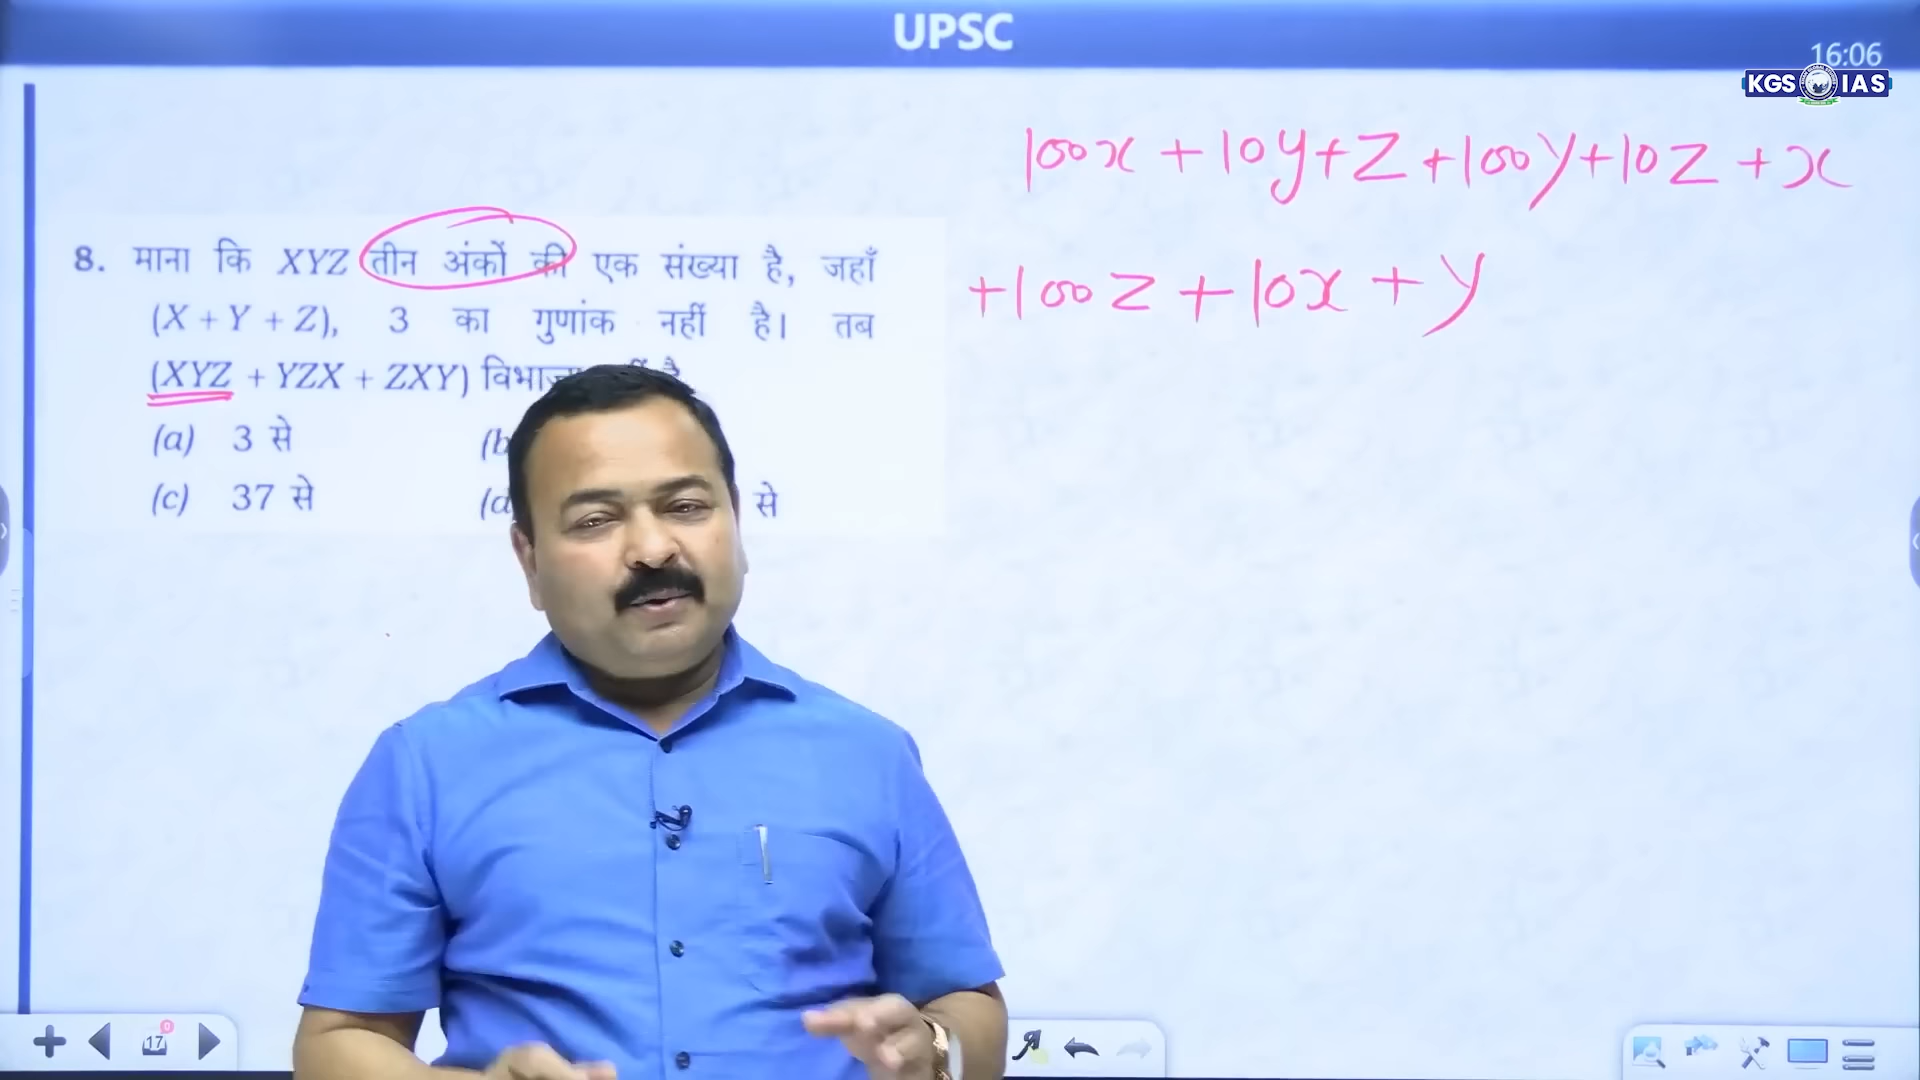 UPSC
16:06
KGS IAS
100x + 10y + z + 100y + 10z + x
+ 100z + 10x + y
8. माना कि XYZ तीन अंकों की एक संख्या है, जहाँ
(X + Y + Z), 3 का गुणांक नहीं है। तब
(XYZ + YZX + ZXY)
(a) 3 से
(c) 37 से
से
17
0